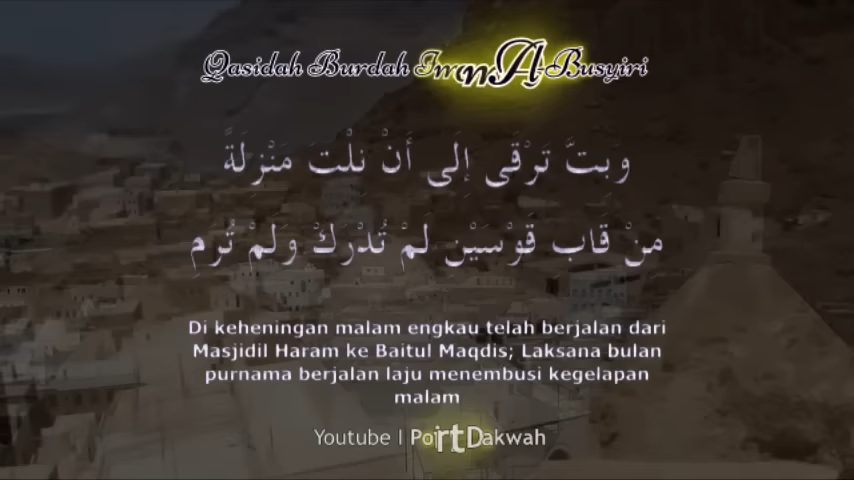 Qasidah Burdah Imam Al-Busyiri
وَبِتَّ تَرْقَى إِلَى أَنْ نِلْتَ مَنْزِلَةً
مِنْ قَابِ قَوْسَيْنِ لَمْ تُدْرَكْ وَلَمْ تُرَمِ
Di keheningan malam engkau telah berjalan dari
Masjidil Haram ke Baitul Maqdis; Laksana bulan
purnama berjalan laju menembusi kegelapan
malam
Youtube | Point Dakwah